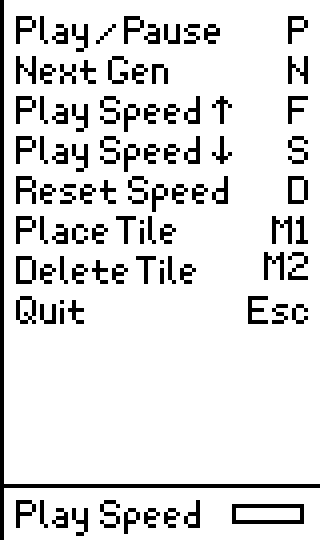 Play/Pause P
Next Gen N
Play Speed ↑ F
Play Speed ↓ S
Reset Speed D
Place Tile M1
Delete Tile M2
Quit Esc
Play Speed